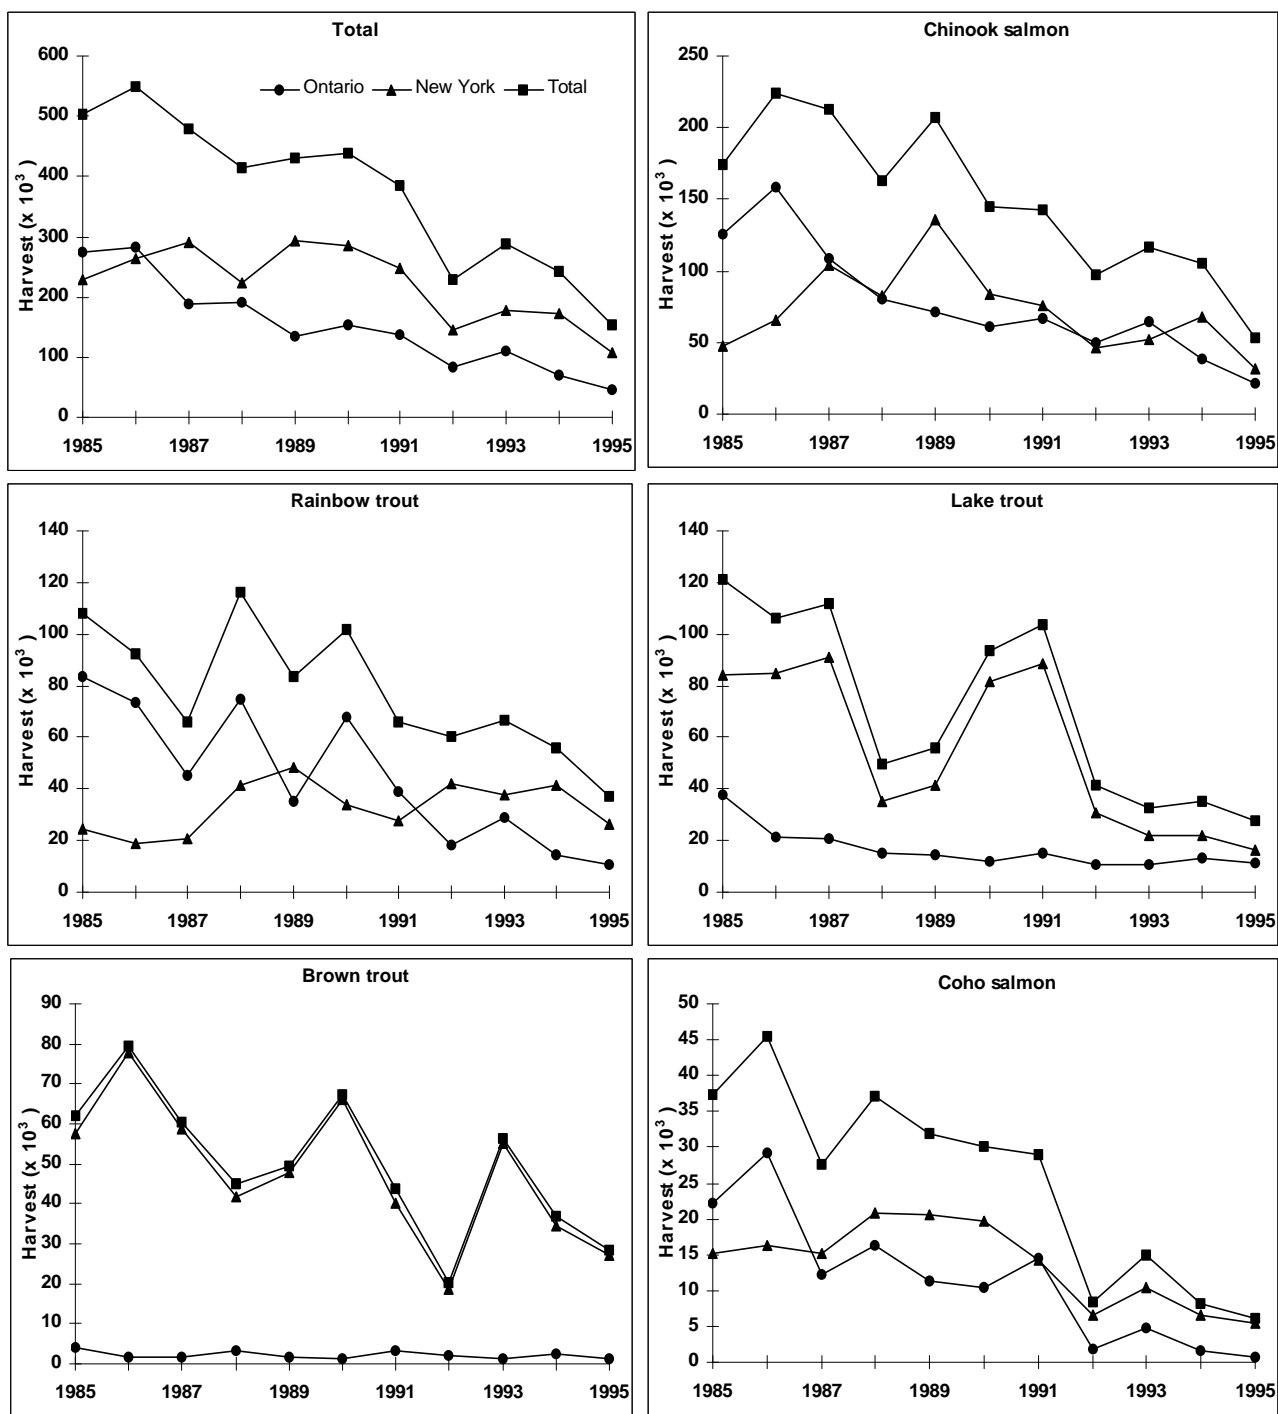 Total
600
500
400
300
200
100
0
Harvest (x 10³ )
Ontario New York Total
1985 1987 1989 1991 1993 1995
Chinook salmon
250
200
150
100
50
0
Harvest (x 10³ )
1985 1987 1989 1991 1993 1995
Rainbow trout
140
120
100
80
60
40
20
0
Harvest (x 10³ )
1985 1987 1989 1991 1993 1995
Lake trout
140
120
100
80
60
40
20
0
Harvest (x 10³ )
1985 1987 1989 1991 1993 1995
Brown trout
90
80
70
60
50
40
30
20
10
0
Harvest (x 10³ )
1985 1987 1989 1991 1993 1995
Coho salmon
50
45
40
35
30
25
20
15
10
5
0
Harvest (x 10³ )
1985 1987 1989 1991 1993 1995